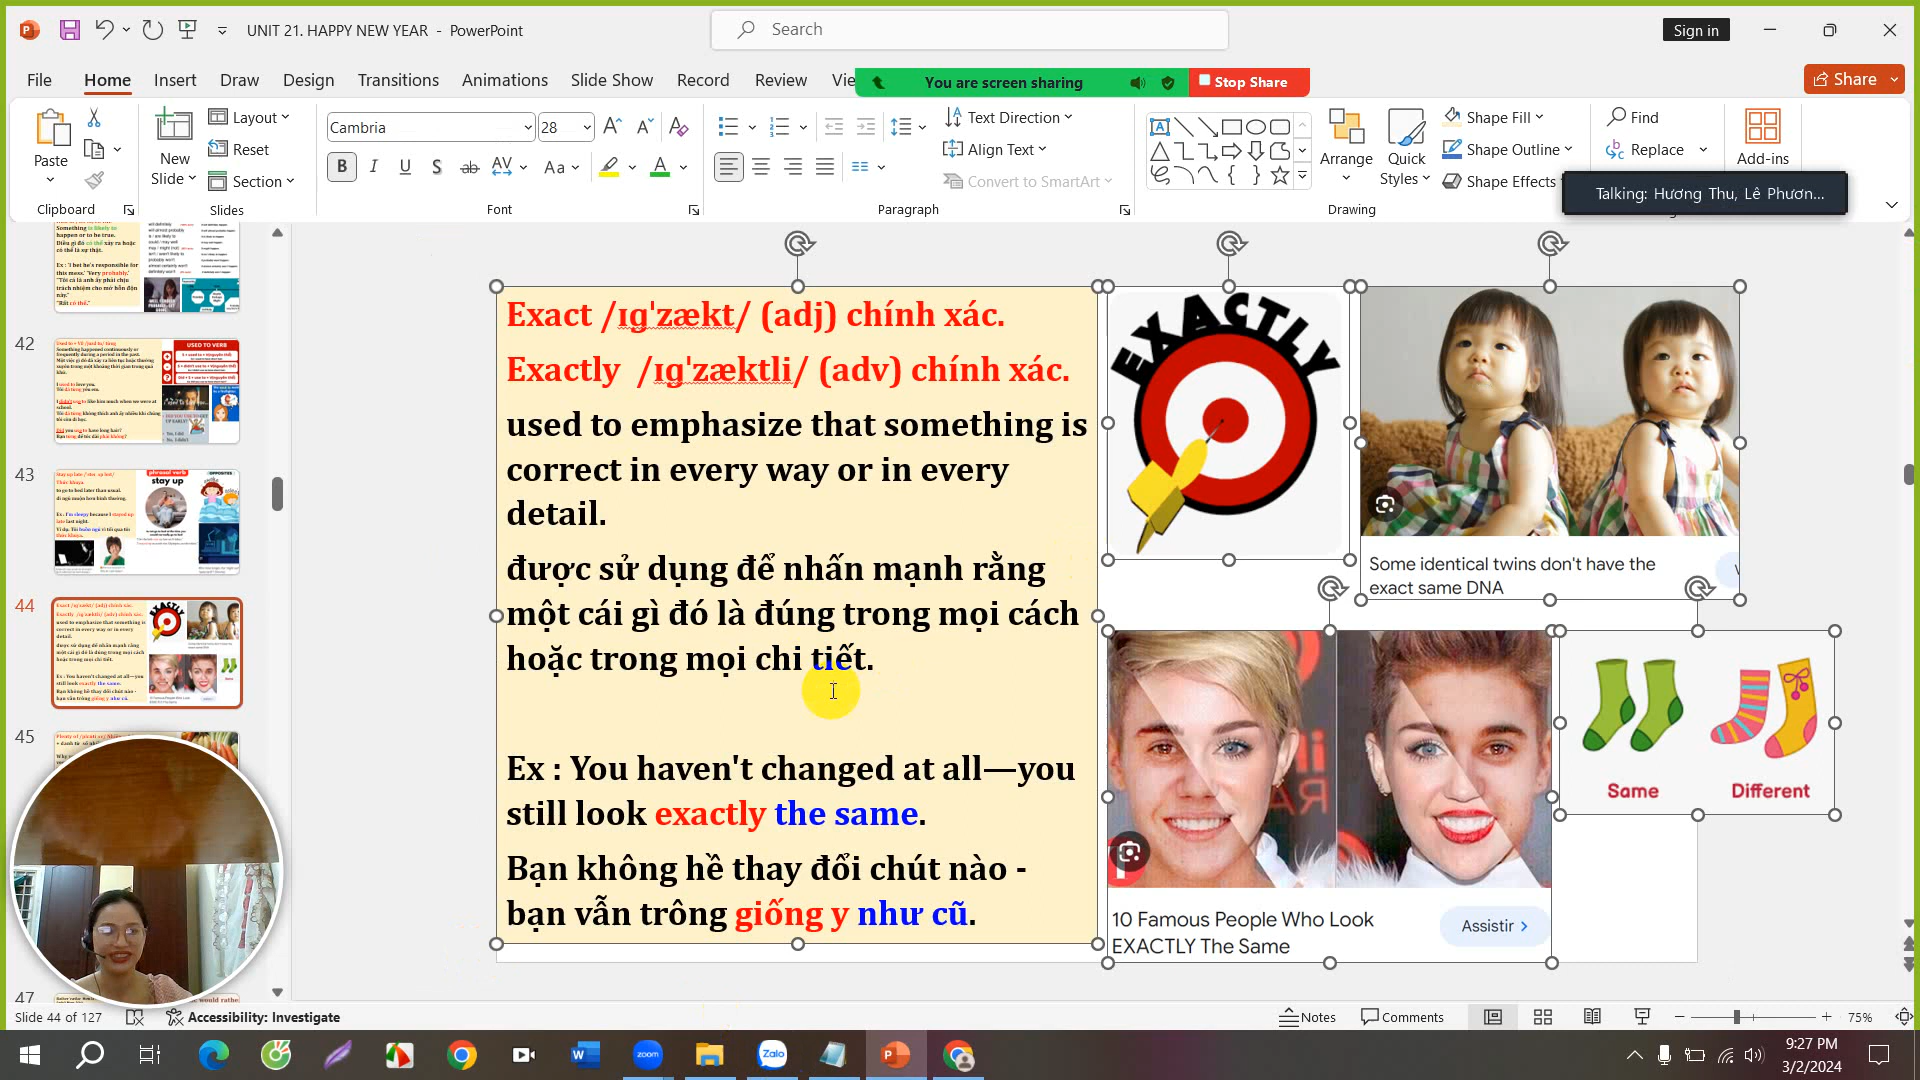 UNIT 21. HAPPY NEW YEAR - PowerPoint
Search
Sign in
File Home Insert Draw Design Transitions Animations Slide Show Record Review Vie
You are screen sharing
Stop Share
Share
Paste
Clipboard
New Slide
Layout
Reset
Section
Slides
Cambria
28
Font
Paragraph
Text Direction
Align Text
Convert to SmartArt
Arrange
Quick Styles
Shape Fill
Shape Outline
Shape Effects
Drawing
Find
Replace
Add-ins
Talking: Hương Thu, Lê Phươn...
42
43
44
45
47
Exact /ɪɡˈzækt/ (adj) chính xác.
Exactly /ɪɡˈzæktli/ (adv) chính xác.
used to emphasize that something is
correct in every way or in every
detail.
được sử dụng để nhấn mạnh rằng
một cái gì đó là đúng trong mọi cách
hoặc trong mọi chi tiết.
Ex : You haven't changed at all—you
still look exactly the same.
Bạn không hề thay đổi chút nào -
bạn vẫn trông giống y như cũ.
EXACTLY
Some identical twins don't have the
exact same DNA
10 Famous People Who Look
EXACTLY The Same
Assistir
Same
Different
Slide 44 of 127
Accessibility: Investigate
Notes
Comments
75%
zoom
Zalo
9:27 PM
3/2/2024